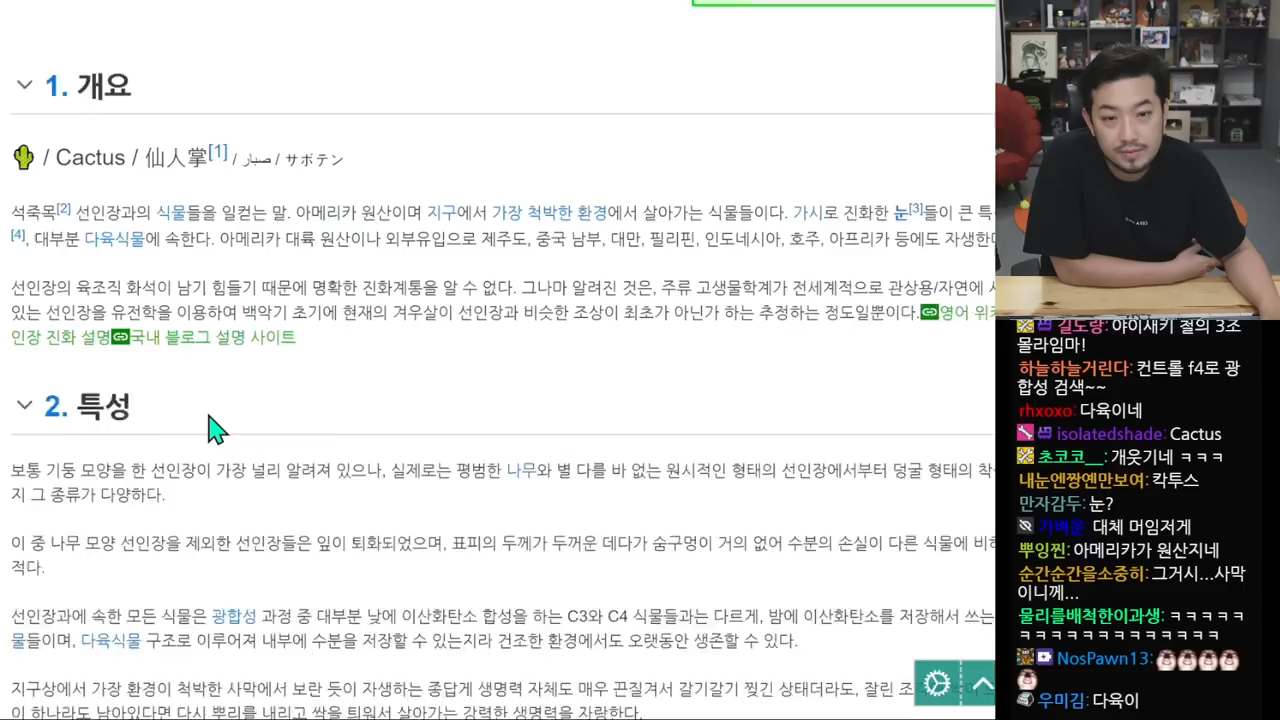 1. 개요
/ Cactus / 仙人掌[1] / صبار / サボテン
석죽목[2] 선인장과의 식물들을 일컫는 말. 아메리카 원산이며 지구에서 가장 척박한 환경에서 살아가는 식물들이다. 가시로 진화한 눈[3]들이 큰 특
[4], 대부분 다육식물에 속한다. 아메리카 대륙 원산이나 외부유입으로 제주도, 중국 남부, 대만, 필리핀, 인도네시아, 호주, 아프리카 등에도 자생한다
선인장의 육조직 화석이 남기 힘들기 때문에 명확한 진화계통을 알 수 없다. 그나마 알려진 것은, 주류 고생물학계가 전세계적으로 관상용/자연에
있는 선인장을 유전학을 이용하여 백악기 초기에 현재의 겨우살이 선인장과 비슷한 조상이 최초가 아닌가 하는 추정하는 정도일뿐이다.영어 위키
인장 진화 설명국내 블로그 설명 사이트
2. 특성
보통 기둥 모양을 한 선인장이 가장 널리 알려져 있으나, 실제로는 평범한 나무와 별 다를 바 없는 원시적인 형태의 선인장에서부터 덩굴 형태의 착
지 그 종류가 다양하다.
이 중 나무 모양 선인장을 제외한 선인장들은 잎이 퇴화되었으며, 표피의 두께가 두꺼운 데다가 숨구멍이 거의 없어 수분의 손실이 다른 식물에 비해
적다.
선인장과에 속한 모든 식물은 광합성 과정 중 대부분 낮에 이산화탄소 합성을 하는 C3와 C4 식물들과는 다르게, 밤에 이산화탄소를 저장해서 쓰는
물들이며, 다육식물 구조로 이루어져 내부에 수분을 저장할 수 있는지라 건조한 환경에서도 오랫동안 생존할 수 있다.
지구상에서 가장 환경이 척박한 사막에서 보란 듯이 자생하는 종답게 생명력 자체도 매우 끈질겨서 갈기갈기 찢긴 상태더라도, 잘린
이 하나라도 남아있다면 다시 뿌리를 내리고 싹을 틔워서 살아가는 강력한 생명력을 자랑한다.
길도랑: 야이새키 철의 3조
몰라임마!
하늘하늘거린다: 컨트롤 f4로 광
합성 검색~~
rhxoxo: 다육이네
isolatedshade: Cactus
초코코__: 개웃기네 ㅋㅋㅋ
내눈엔짱옌만보여: 칵투스
만자감두: 눈?
가벼운: 대체 머임저게
뿌잉찐: 아메리카가 원산지네
순간순간을소중히: 그거시...사막
이니께...
물리를배척한이과생: ㅋㅋㅋㅋㅋ
ㅋㅋㅋㅋㅋㅋㅋㅋㅋㅋㅋㅋㅋ
NosPawn13:
우미김: 다육이